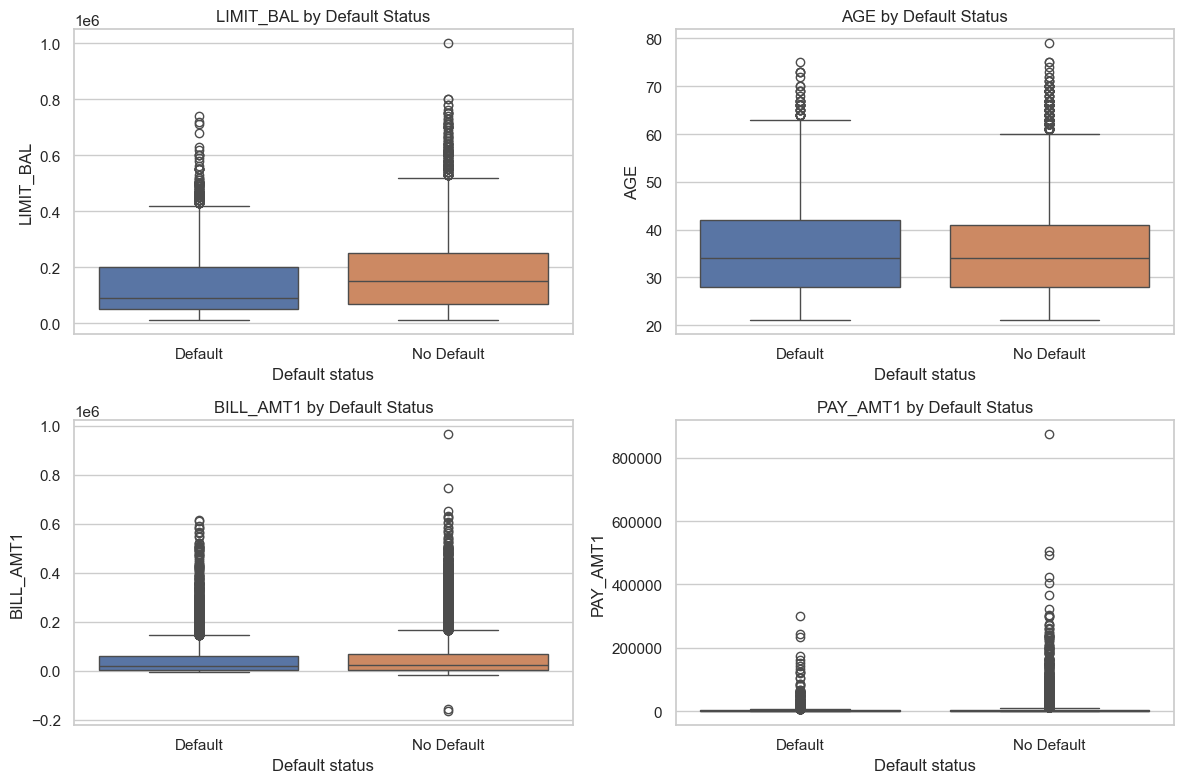 LIMIT_BAL by Default Status
1e6
1.0
0.8
0.6
0.4
0.2
0.0
LIMIT_BAL
Default
No Default
Default status
AGE by Default Status
80
70
60
50
40
30
20
AGE
Default
No Default
Default status
BILL_AMT1 by Default Status
1e6
1.0
0.8
0.6
0.4
0.2
0.0
−0.2
BILL_AMT1
Default
No Default
Default status
PAY_AMT1 by Default Status
800000
600000
400000
200000
0
PAY_AMT1
Default
No Default
Default status